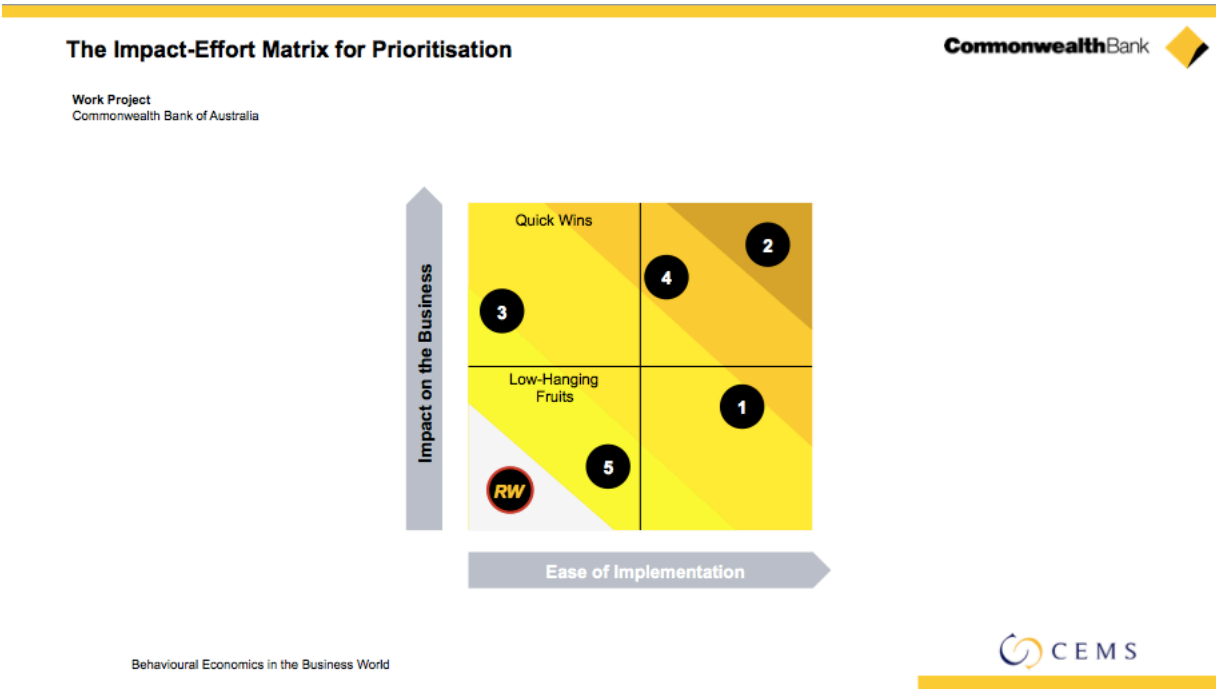 The Impact-Effort Matrix for Prioritisation
CommonwealthBank
Work Project
Commonwealth Bank of Australia
Impact on the Business
Quick Wins
2
4
3
Low-Hanging
Fruits
1
5
RW
Ease of Implementation
Behavioural Economics in the Business World
CEMS